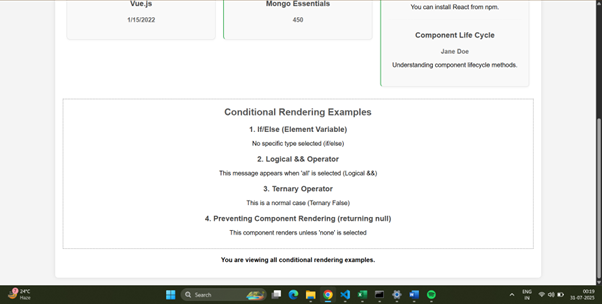 Vue.js
1/15/2022
Mongo Essentials
450
You can install React from npm.
Component Life Cycle
Jane Doe
Understanding component lifecycle methods.
Conditional Rendering Examples
1. If/Else (Element Variable)
No specific type selected (if/else)
2. Logical && Operator
This message appears when 'all' is selected (Logical &&)
3. Ternary Operator
This is a normal case (Ternary False)
4. Preventing Component Rendering (returning null)
This component renders unless 'none' is selected
You are viewing all conditional rendering examples.
24°C
Haze
Search
ENG
IN
00:19
31-07-2025